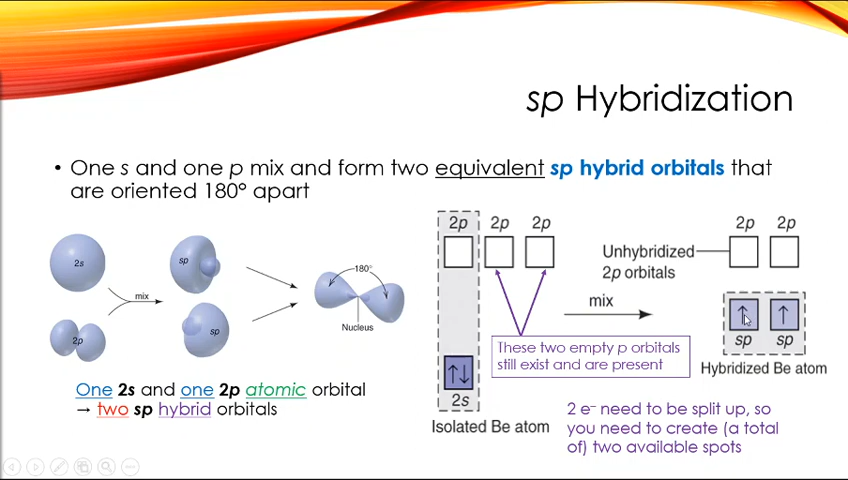 sp Hybridization
• One s and one p mix and form two equivalent sp hybrid orbitals that
are oriented 180° apart
2s
2p
mix
sp
sp
180°
Nucleus
One 2s and one 2p atomic orbital
→ two sp hybrid orbitals
2p 2p 2p
2s
Isolated Be atom
mix
These two empty p orbitals
still exist and are present
Unhybridized
2p orbitals
2p 2p
sp sp
Hybridized Be atom
2 e⁻ need to be split up, so
you need to create (a total
of) two available spots